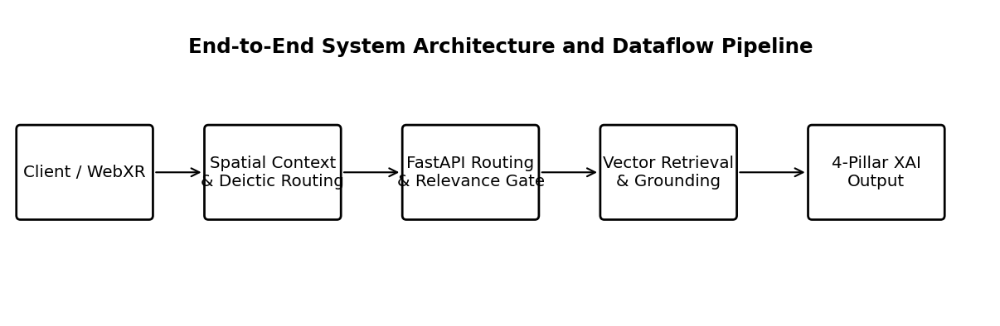 End-to-End System Architecture and Dataflow Pipeline
Client / WebXR
Spatial Context
& Deictic Routing
FastAPI Routing
& Relevance Gate
Vector Retrieval
& Grounding
4-Pillar XAI
Output